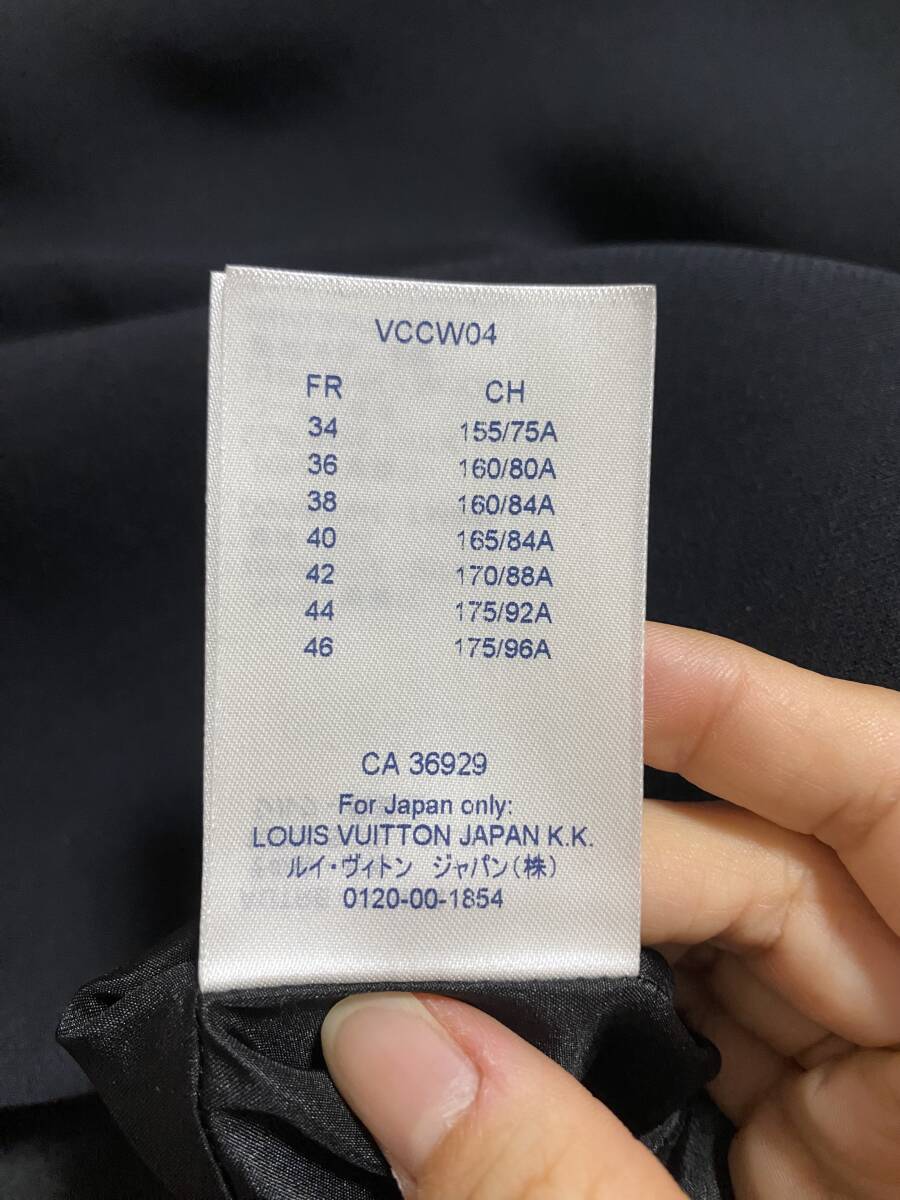 VCCW04
FR CH
34 155/75A
36 160/80A
38 160/84A
40 165/84A
42 170/88A
44 175/92A
46 175/96A
CA 36929
For Japan only:
LOUIS VUITTON JAPAN K.K.
ルイ・ヴィトン ジャパン(株)
0120-00-1854